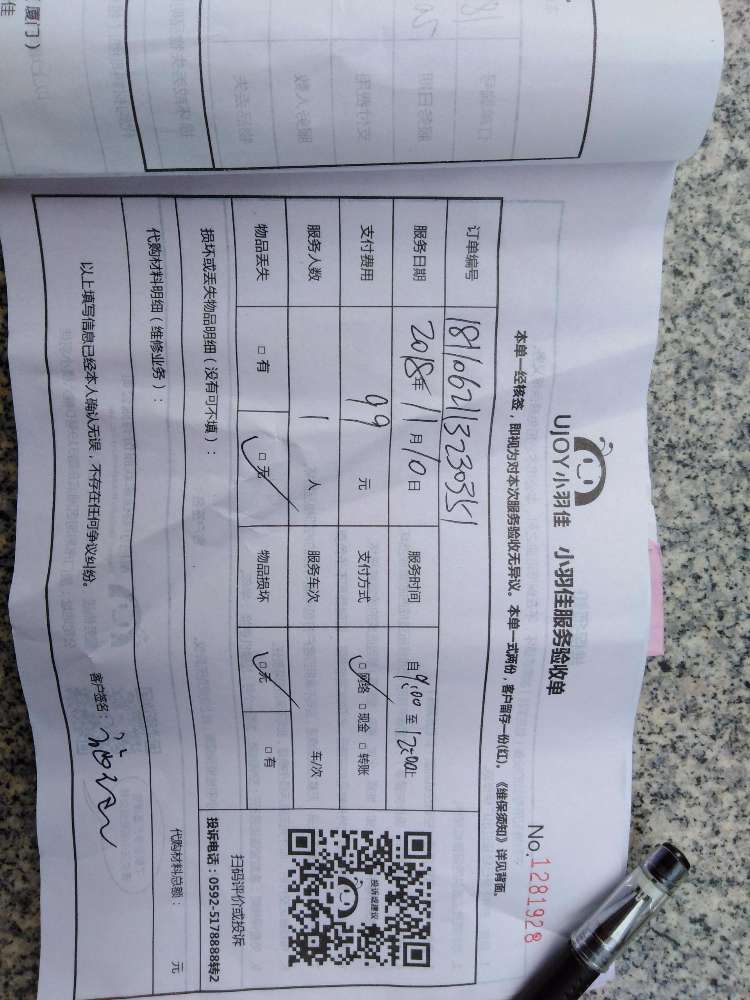 UJOY小羽佳 小羽佳服务验收单
No.1281928
本单一经核签，即视为对本次服务验收无异议。本单一式两份，客户留存一份(红)。《维保须知》详见背面。
订单编号
服务日期 2018年 11月 10日 服务时间 自9:00至12:00止
支付费用 99 元 支付方式 □网络 □现金 □转账
服务人数 1 人 服务车次 车/次
物品丢失 □有 □无 物品损坏 □无 □有
投诉或建议
扫码评价或投诉
投诉电话：0592-5178888转2
损坏或丢失物品明细（没有可不填）：
代购材料明细（维修业务）： 代购材料总额： 元
以上填写信息已经本人确认无误，不存在任何争议纠纷。
客户签名：
厦门）
佳